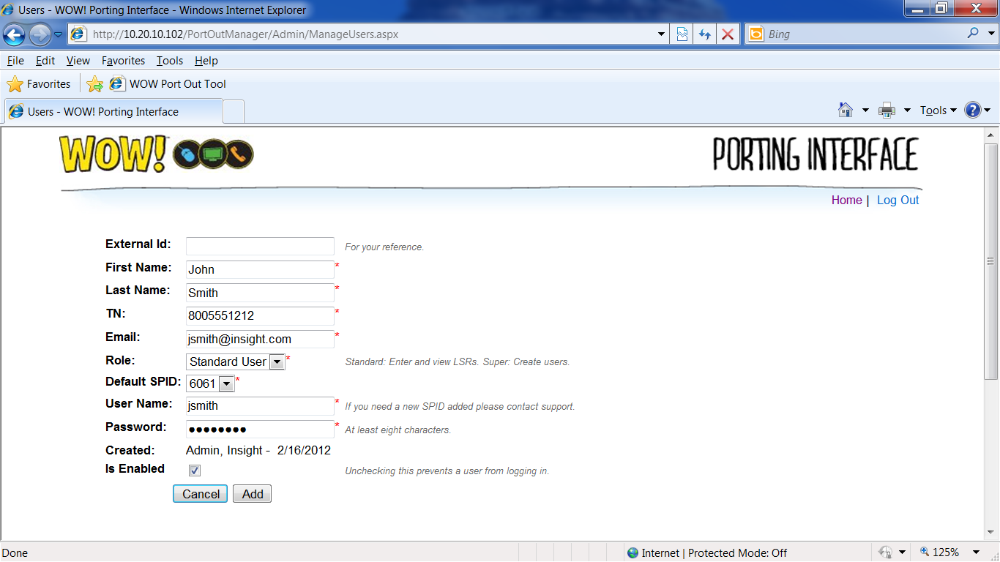 Users - WOW! Porting Interface - Windows Internet Explorer
http://10.20.10.102/PortOutManager/Admin/ManageUsers.aspx
Bing
File Edit View Favorites Tools Help
Favorites WOW Port Out Tool
Users - WOW! Porting Interface
Tools
WOW! PORTING INTERFACE
Home | Log Out
External Id: For your reference.
First Name: John *
Last Name: Smith *
TN: 8005551212 *
Email: jsmith@insight.com *
Role: Standard User * Standard: Enter and view LSRs. Super: Create users.
Default SPID: 6061 *
User Name: jsmith * If you need a new SPID added please contact support.
Password: ●●●●●●●● * At least eight characters.
Created: Admin, Insight - 2/16/2012
Is Enabled Unchecking this prevents a user from logging in.
Cancel Add
Done Internet | Protected Mode: Off 125%